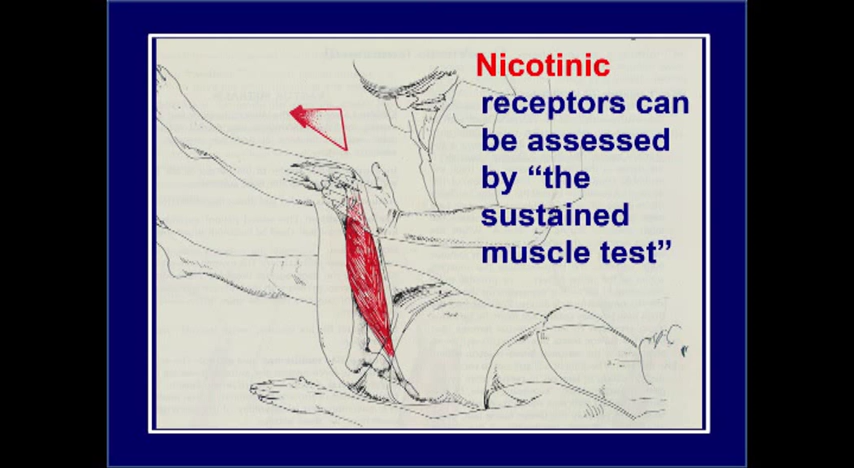 Nicotinic
receptors can
be assessed
by “the
sustained
muscle test”